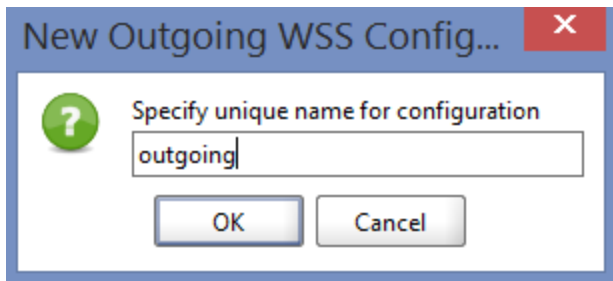 New Outgoing WSS Config...
Specify unique name for configuration
outgoing
OK Cancel